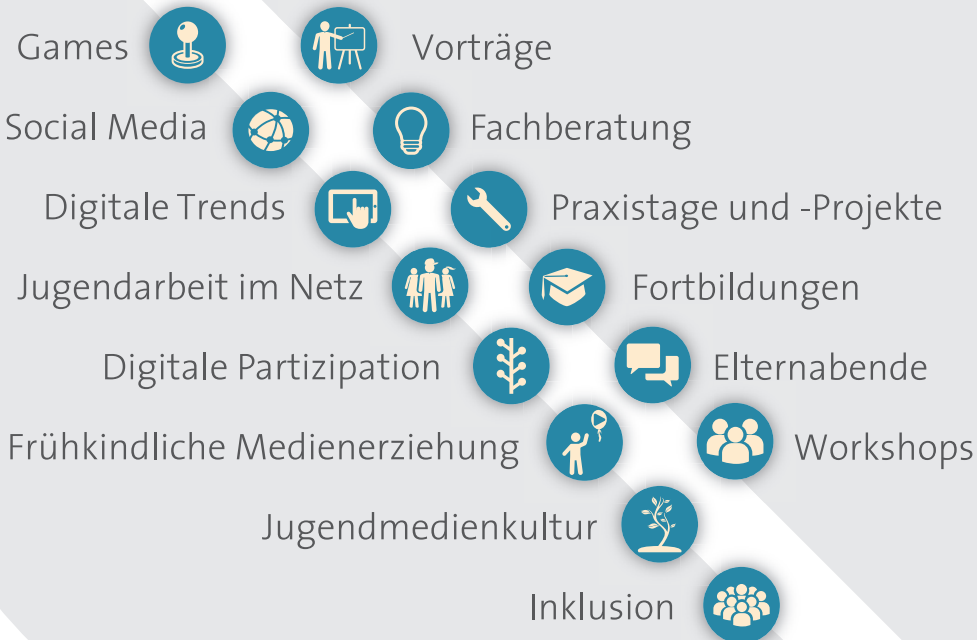 Games
Vorträge
Social Media
Fachberatung
Digitale Trends
Praxistage und -Projekte
Jugendarbeit im Netz
Fortbildungen
Digitale Partizipation
Elternabende
Frühkindliche Medienerziehung
Workshops
Jugendmedienkultur
Inklusion